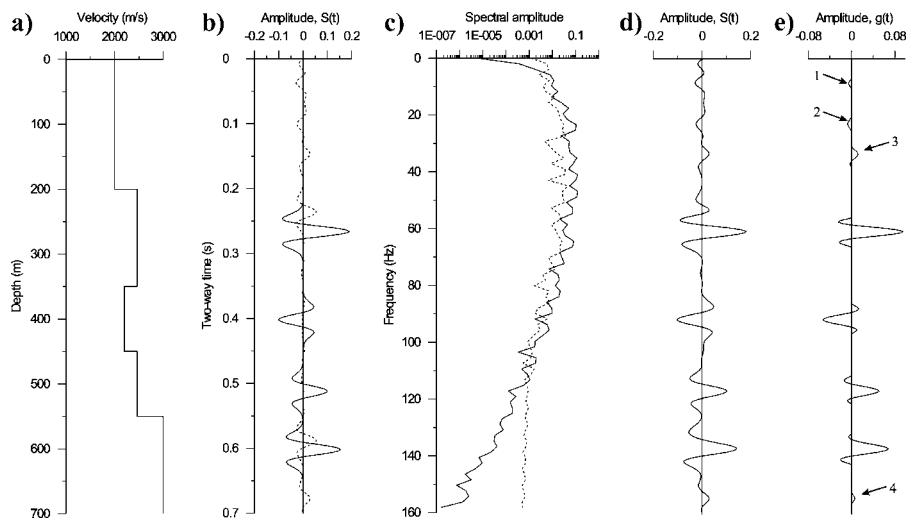 a)
Velocity (m/s)
1000 2000 3000
Depth (m)
0
100
200
300
400
500
600
700
b)
Amplitude, S(t)
-0.2 -0.1 0 0.1 0.2
Two-way time (s)
0
0.1
0.2
0.3
0.4
0.5
0.6
0.7
c)
Spectral amplitude
1E-007 1E-005 0.001 0.1
Frequency (Hz)
0
20
40
60
80
100
120
140
160
d)
Amplitude, S(t)
-0.2 0 0.2
e)
Amplitude, g(t)
-0.08 0 0.08
1
2
3
4